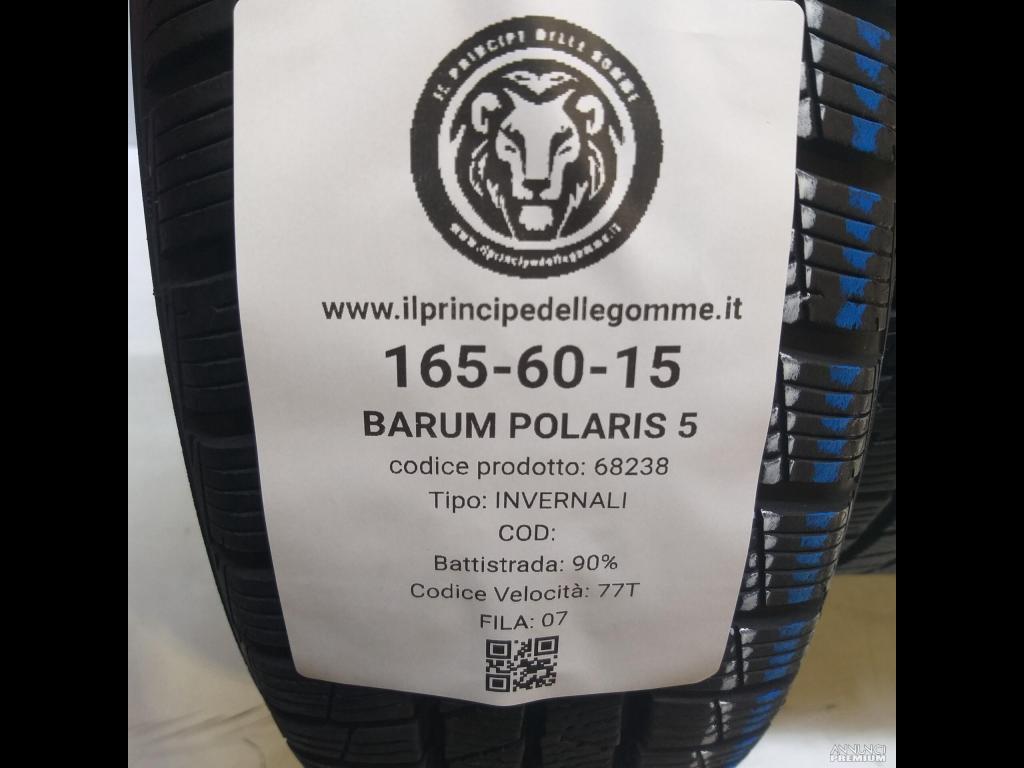 IL PRINCIPE DELLE GOMME
www.ilprincipedellegomme.it
www.ilprincipedellegomme.it
165-60-15
BARUM POLARIS 5
codice prodotto: 68238
Tipo: INVERNALI
COD:
Battistrada: 90%
Codice Velocità: 77T
FILA: 07
ANNUNCI
PREMIUM